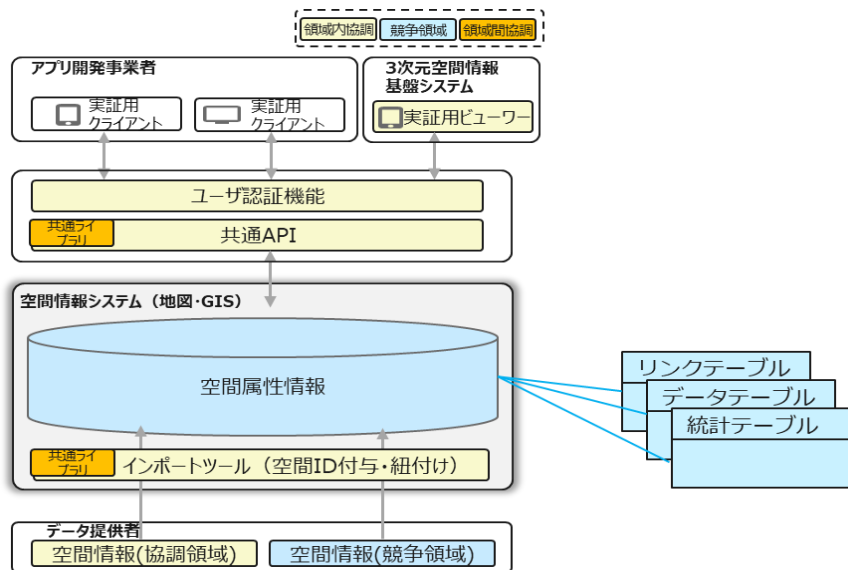 領域内協調
競争領域
領域間協調
アプリ開発事業者
実証用
クライアント
実証用
クライアント
3次元空間情報
基盤システム
実証用ビューワー
ユーザ認証機能
共通ライ
ブラリ
共通API
空間情報システム（地図・GIS）
空間属性情報
リンクテーブル
データテーブル
統計テーブル
共通ライ
ブラリ
インポートツール（空間ID付与・紐付け）
データ提供者
空間情報(協調領域)
空間情報(競争領域)